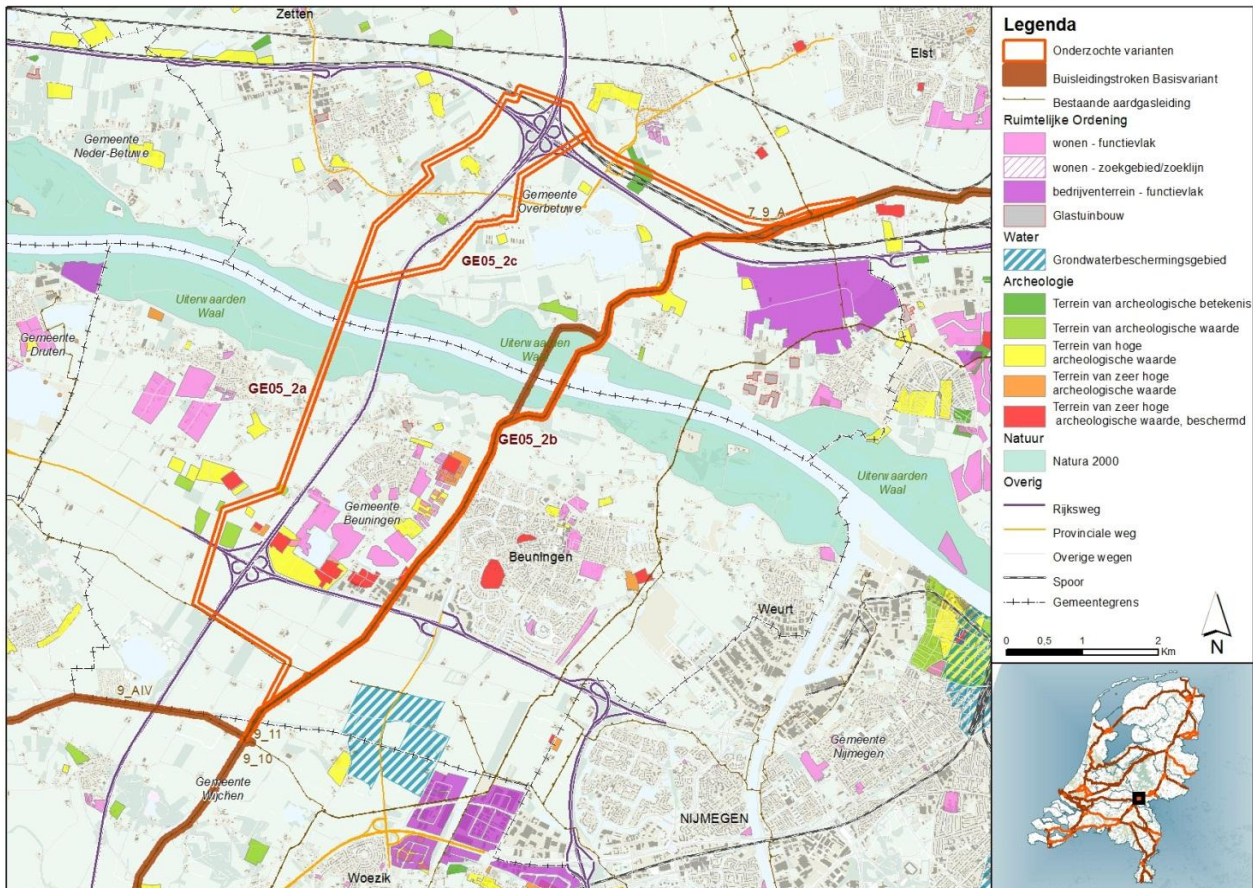 Zetten
Elst
Gemeente
Neder-Betuwe
Gemeente
Overbetuwe
7_9_A
GE05_2c
Uiterwaarden
Waal
Gemeente
Druten
GE05_2a
Uiterwaarden
Waal
GE05_2b
Uiterwaarden
Waal
Gemeente
Beuningen
Beuningen
Weurt
9_AIV
9_11
9_10
Gemeente
Wijchen
Gemeente
Nijmegen
NIJMEGEN
Woezik
Legenda
Onderzochte varianten
Buisleidingstroken Basisvariant
Bestaande aardgasleiding
Ruimtelijke Ordening
wonen - functievlak
wonen - zoekgebied/zoeklijn
bedrijventerrein - functievlak
Glastuinbouw
Water
Grondwaterbeschermingsgebied
Archeologie
Terrein van archeologische betekenis
Terrein van archeologische waarde
Terrein van hoge
archeologische waarde
Terrein van zeer hoge
archeologische waarde
Terrein van zeer hoge
archeologische waarde, beschermd
Natuur
Natura 2000
Overig
Rijksweg
Provinciale weg
Overige wegen
Spoor
Gemeentegrens
0 0,5 1 2
Km
N